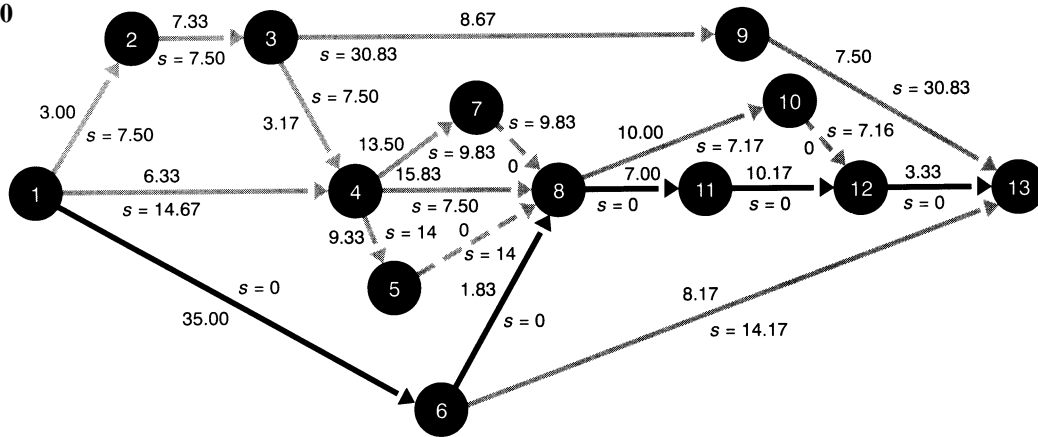 0
8.67
7.33
2
3
9
s = 7.50
s = 30.83
7.50
s = 30.83
3.00
s = 7.50
s = 7.50
3.17
7
s = 9.83
10
13.50
s = 9.83
0
10.00
s = 7.17
s = 7.16
0
1
6.33
s = 14.67
4
15.83
s = 7.50
8
7.00
s = 0
11
10.17
s = 0
12
3.33
s = 0
13
9.33
s = 14
0
s = 14
5
1.83
s = 0
s = 0
35.00
8.17
s = 14.17
6